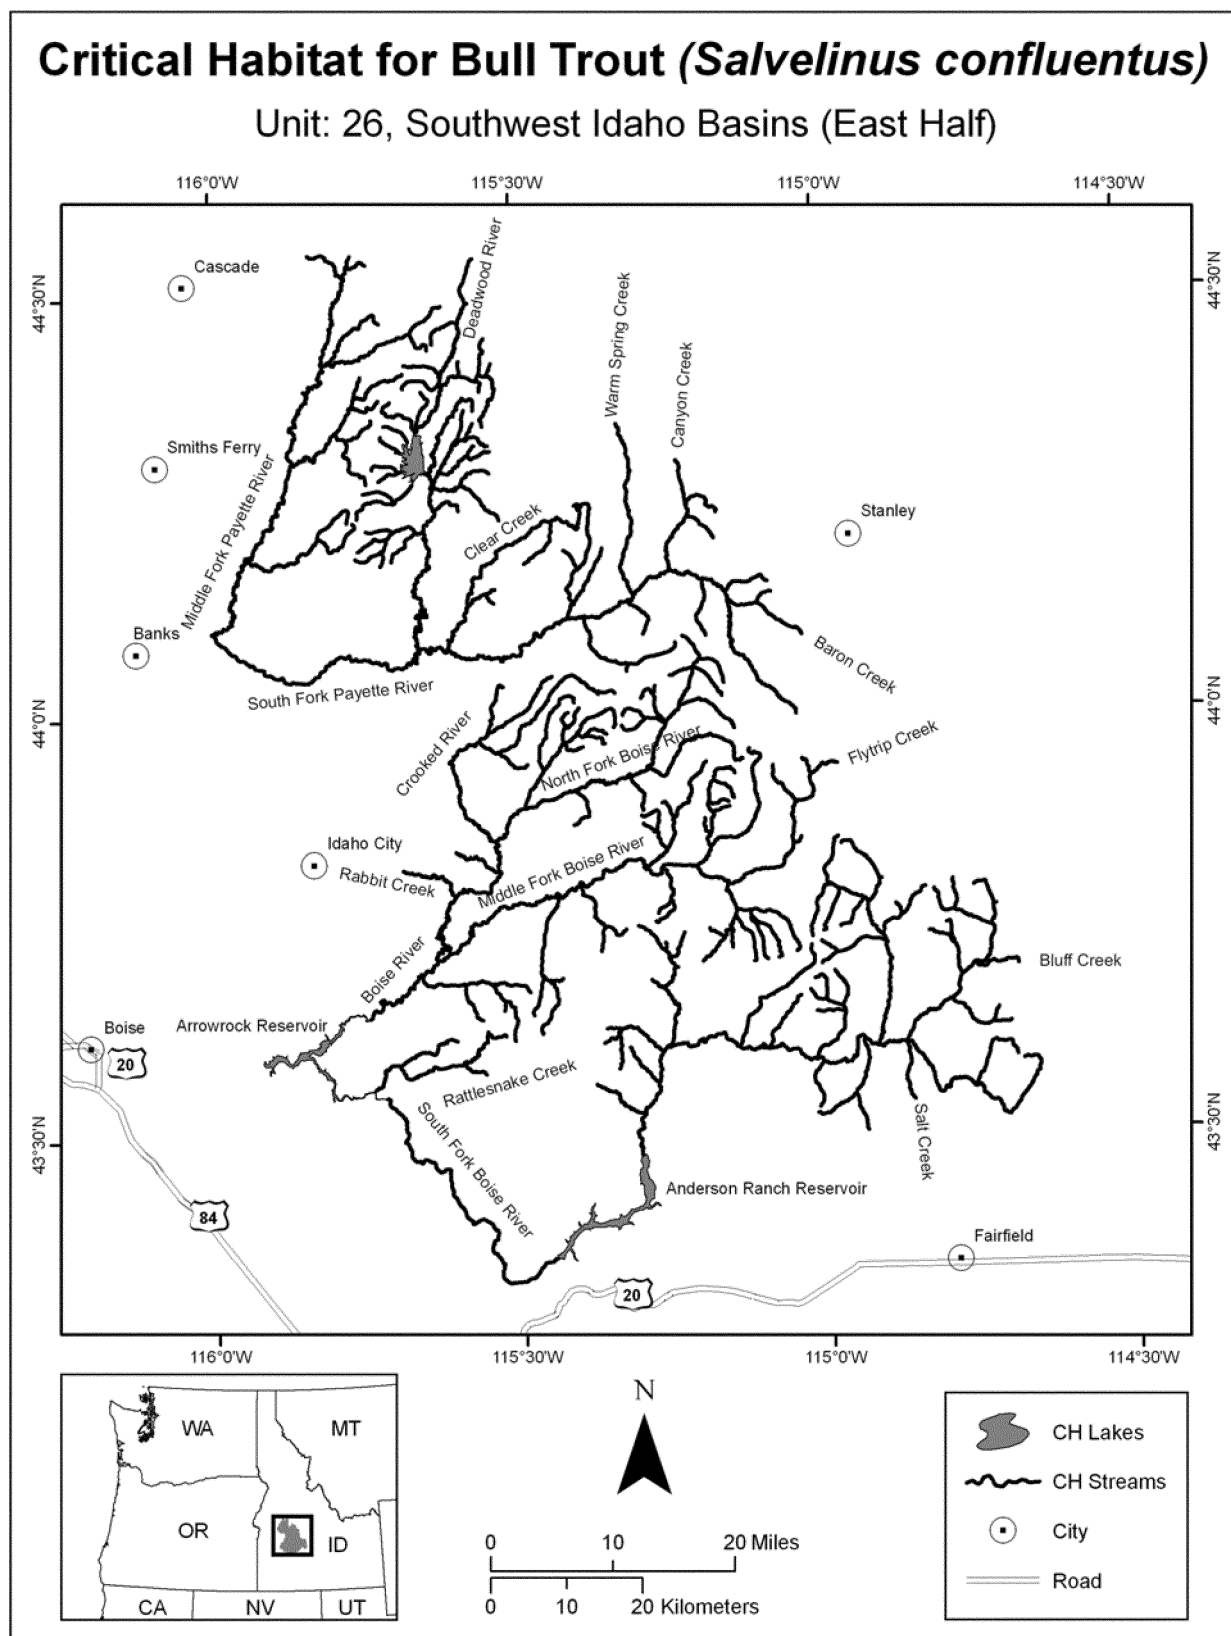 Critical Habitat for Bull Trout (Salvelinus confluentus)
Unit: 26, Southwest Idaho Basins (East Half)
116°0'W
115°30'W
115°0'W
114°30'W
44°30'N
44°30'N
Cascade
Deadwood River
Warm Spring Creek
Canyon Creek
Smiths Ferry
Middle Fork Payette River
Clear Creek
Stanley
Banks
Baron Creek
South Fork Payette River
44°0'N
44°0'N
Crooked River
North Fork Boise River
Flytrip Creek
Idaho City
Rabbit Creek
Middle Fork Boise River
Boise River
Bluff Creek
Arrowrock Reservoir
Boise
20
Rattlesnake Creek
South Fork Boise River
Salt Creek
43°30'N
43°30'N
Anderson Ranch Reservoir
84
Fairfield
20
116°0'W
115°30'W
115°0'W
114°30'W
WA
MT
OR
ID
CA
NV
UT
N
0
10
20 Miles
0
10
20 Kilometers
CH Lakes
CH Streams
City
Road